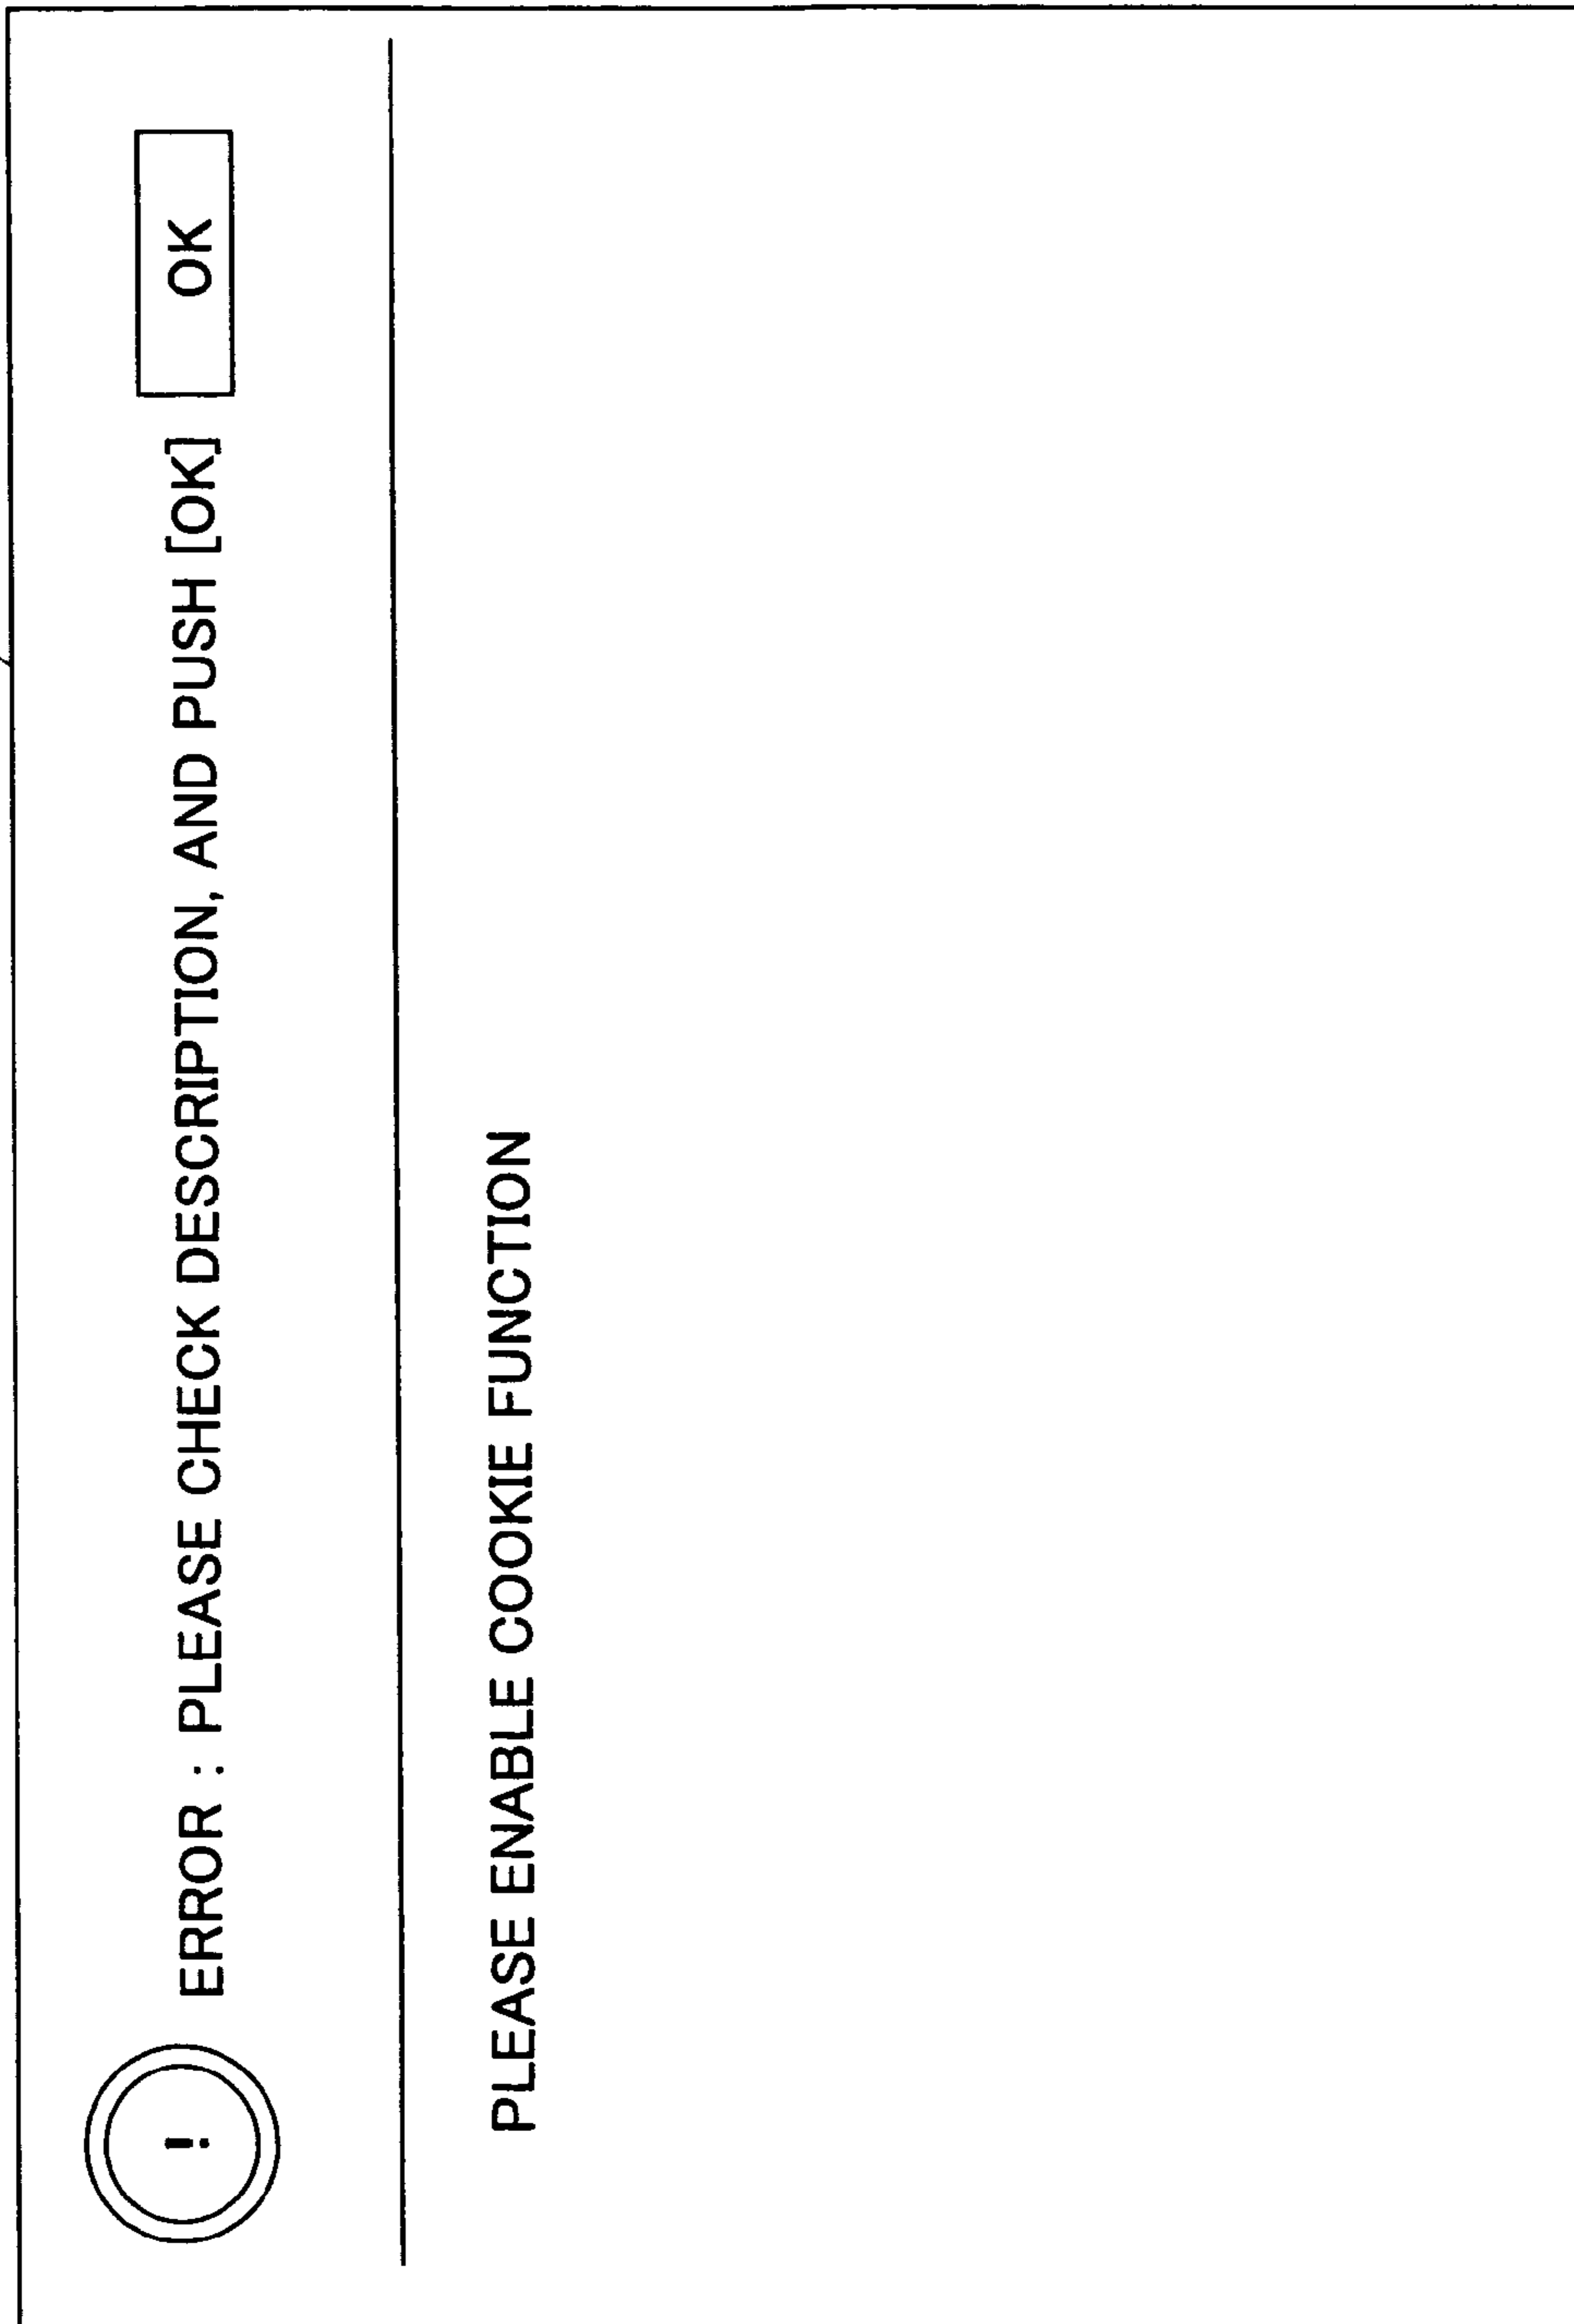 ! ERROR : PLEASE CHECK DESCRIPTION, AND PUSH [OK] OK
PLEASE ENABLE COOKIE FUNCTION